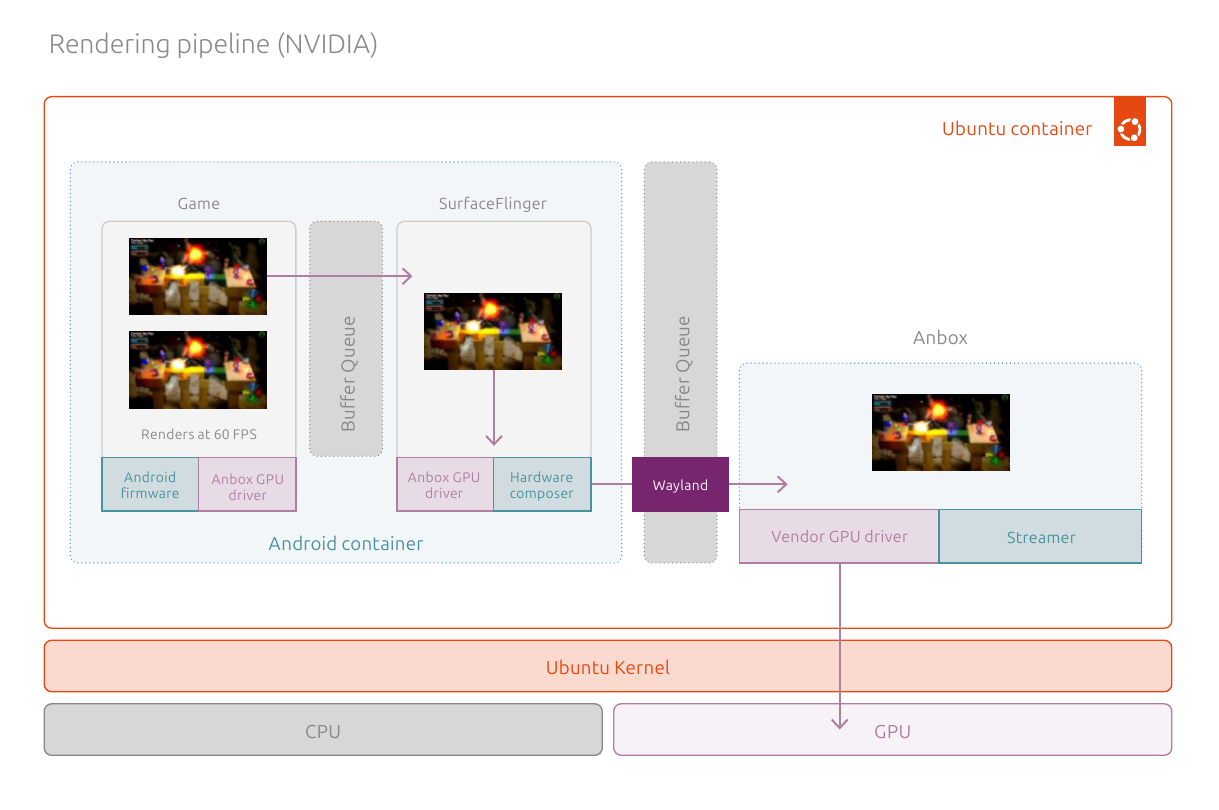 Rendering pipeline (NVIDIA)
Ubuntu container
Game
SurfaceFlinger
Buffer Queue
Buffer Queue
Renders at 60 FPS
Android
firmware
Anbox GPU
driver
Anbox GPU
driver
Hardware
composer
Android container
Wayland
Anbox
Vendor GPU driver
Streamer
Ubuntu Kernel
CPU
GPU